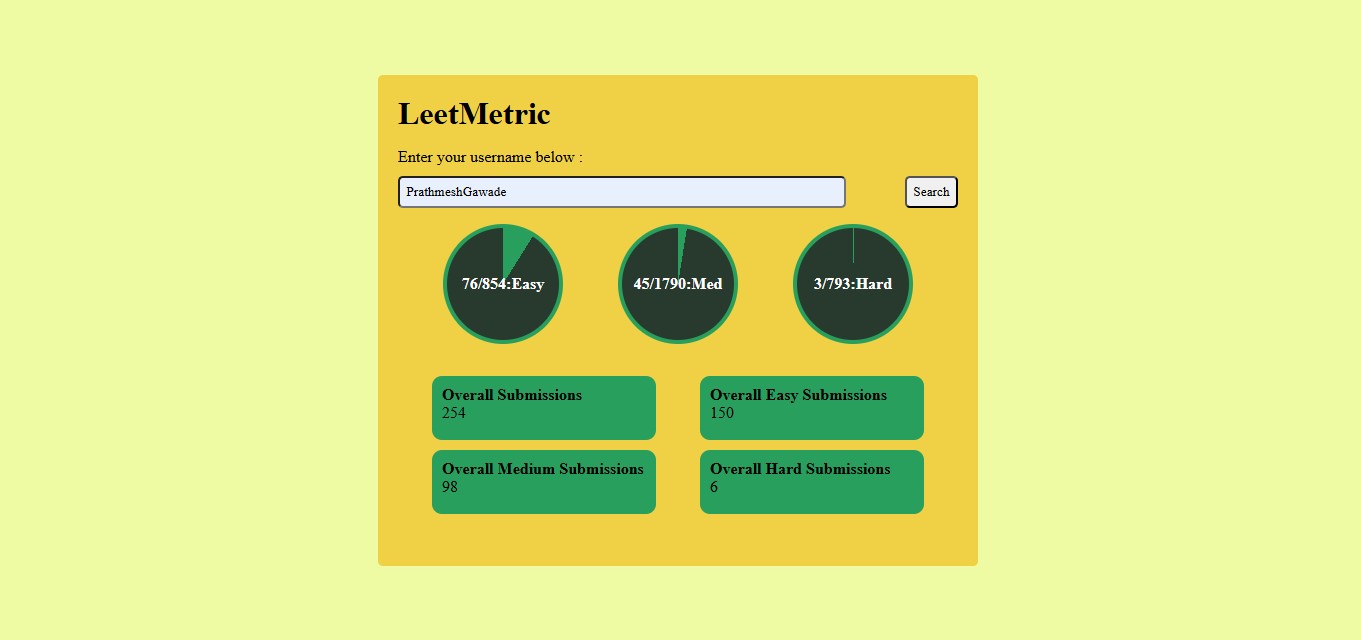 LeetMetric
Enter your username below :
PrathmeshGawade
Search
76/854:Easy
45/1790:Med
3/793:Hard
Overall Submissions
254
Overall Easy Submissions
150
Overall Medium Submissions
98
Overall Hard Submissions
6